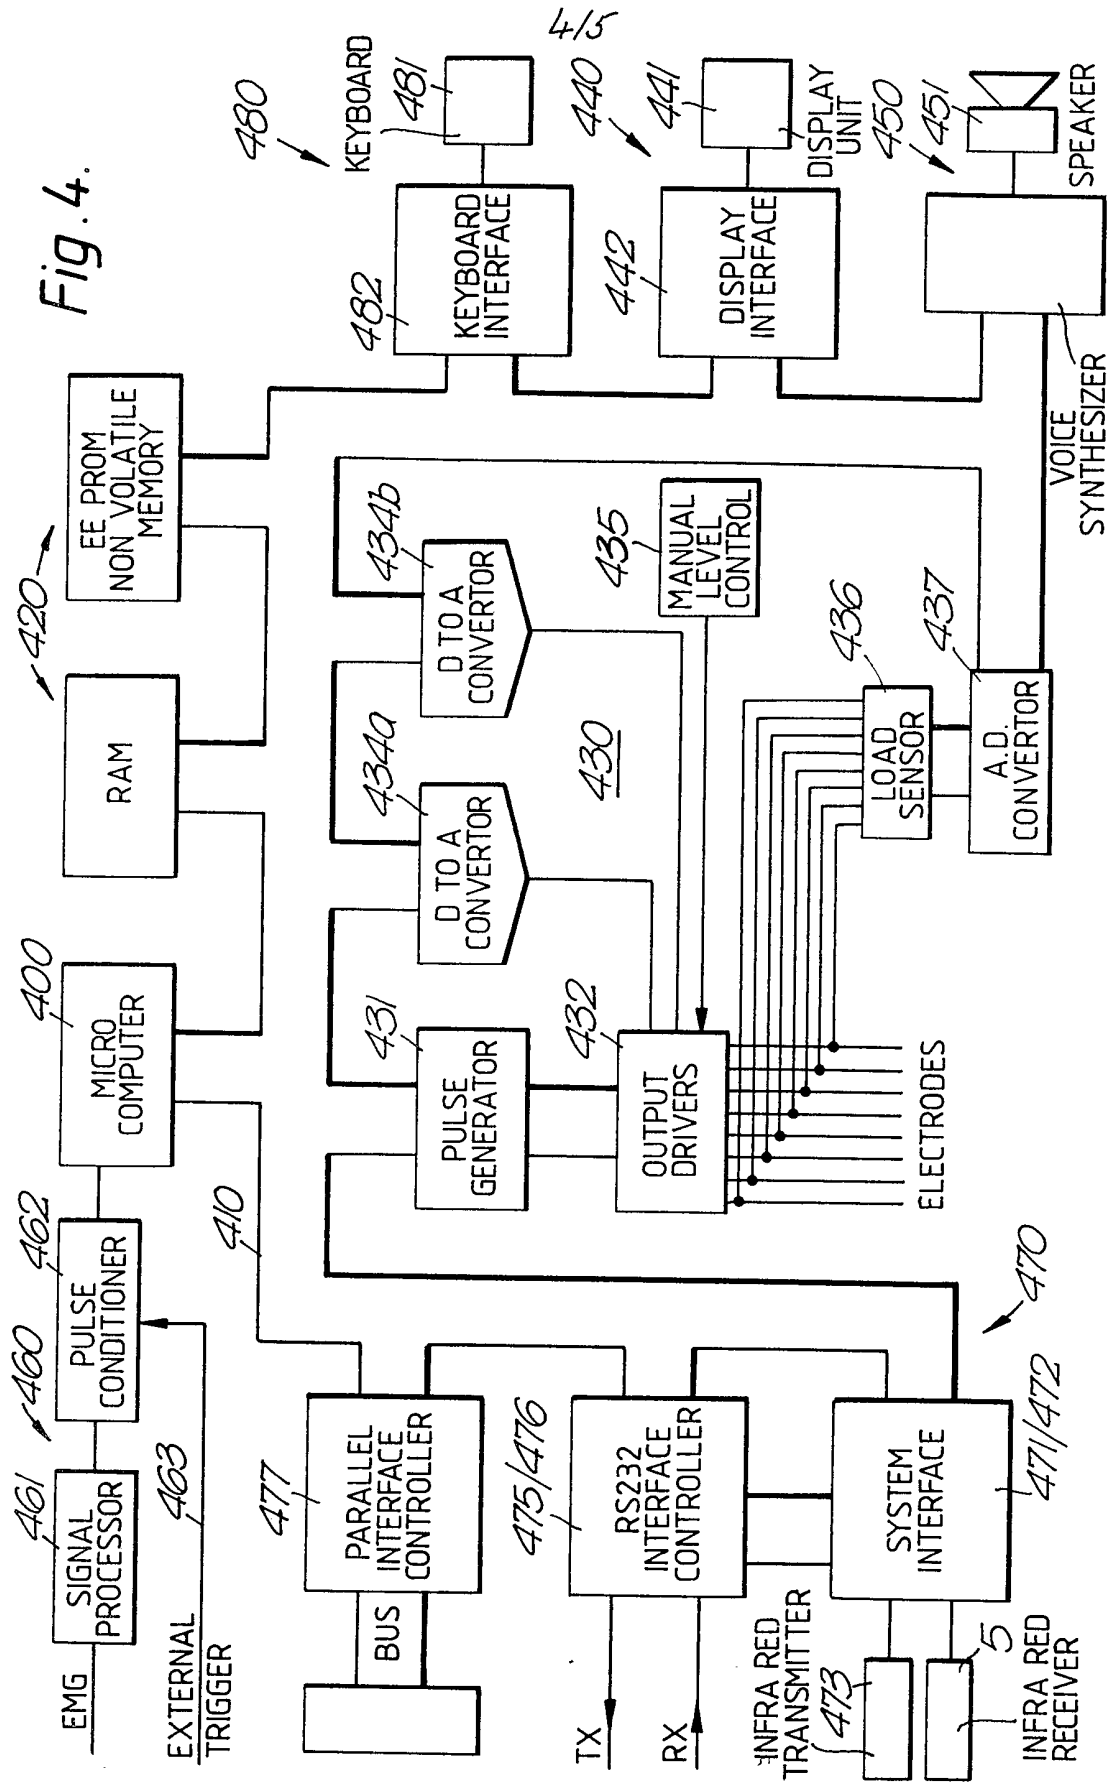 4/5
Fig. 4.
420
EE PROM
NON VOLATILE
MEMORY
RAM
400
MICRO
COMPUTER
462
PULSE
CONDITIONER
460
461
SIGNAL
PROCESSOR
EMG
EXTERNAL
TRIGGER
463
410
480
KEYBOARD
481
482
KEYBOARD
INTERFACE
440
441
DISPLAY
UNIT
442
DISPLAY
INTERFACE
450
451
SPEAKER
VOICE
SYNTHESIZER
434b
D TO A
CONVERTOR
434a
D TO A
CONVERTOR
430
435
MANUAL
LEVEL
CONTROL
431
PULSE
GENERATOR
432
OUTPUT
DRIVERS
436
LOAD
SENSOR
437
A.D.
CONVERTOR
ELECTRODES
477
PARALLEL
INTERFACE
CONTROLLER
BUS
475/476
RS232
INTERFACE
CONTROLLER
TX
RX
470
471/472
SYSTEM
INTERFACE
INFRA RED
TRANSMITTER
473
5
INFRA RED
RECEIVER